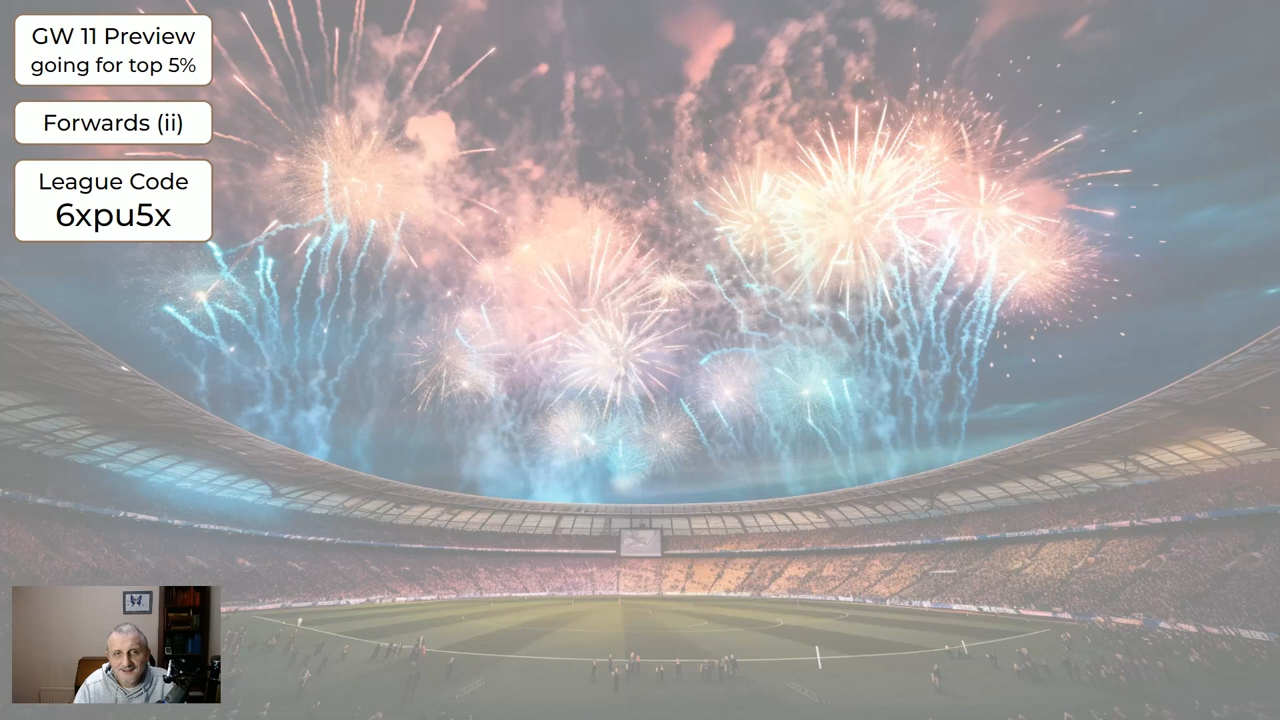 GW 11 Preview
going for top 5%
Forwards (ii)
League Code
6xpu5x